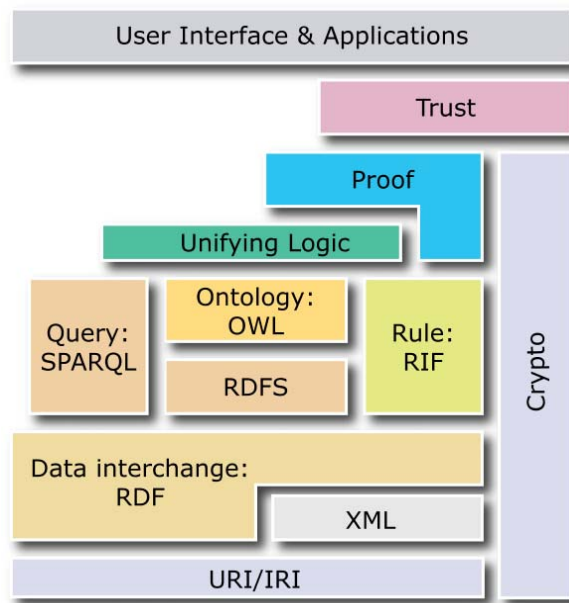 User Interface & Applications
Trust
Proof
Unifying Logic
Query:
SPARQL
Ontology:
OWL
RDFS
Rule:
RIF
Crypto
Data interchange:
RDF
XML
URI/IRI